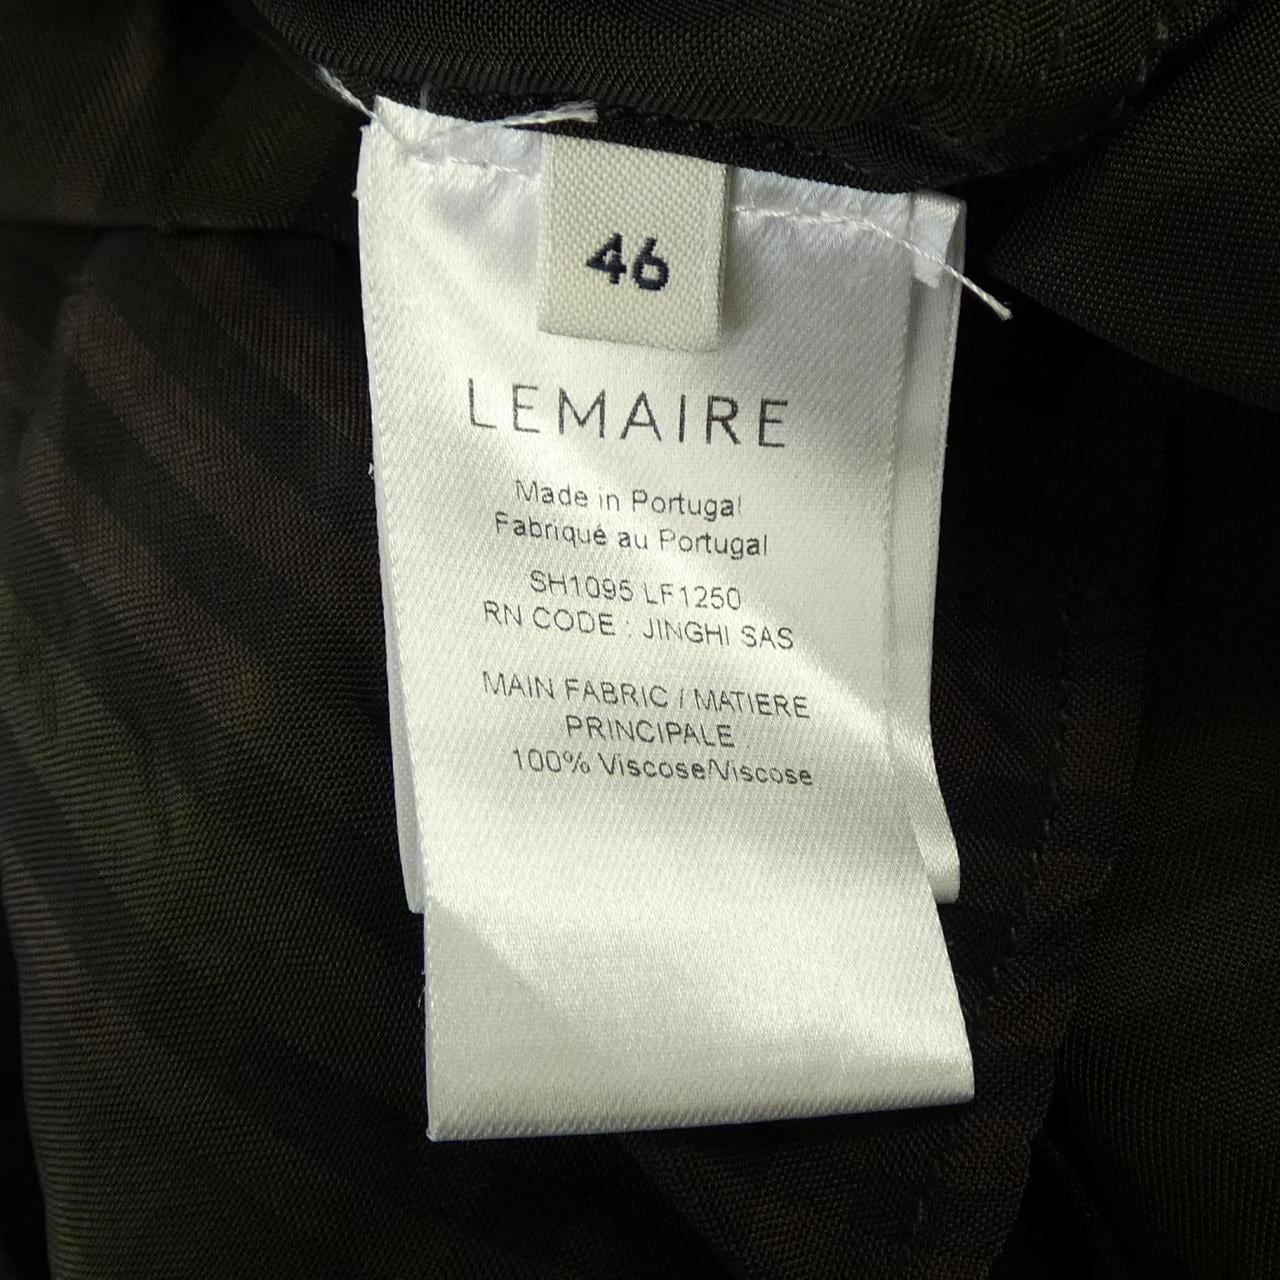 46
LEMAIRE
Made in Portugal
Fabriqué au Portugal
SH1095 LF1250
RN CODE : JINGHI SAS
MAIN FABRIC / MATIERE
PRINCIPALE :
100% Viscose/Viscose